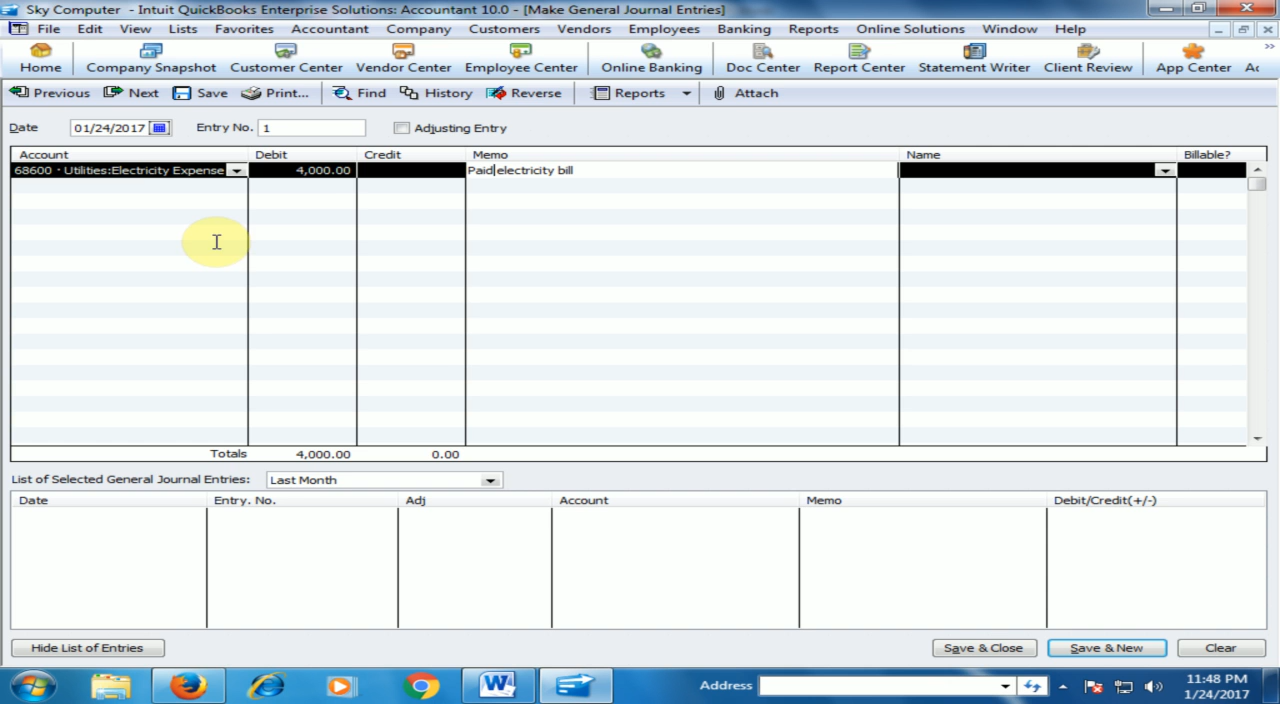 Sky Computer - Intuit QuickBooks Enterprise Solutions: Accountant 10.0 - [Make General Journal Entries]
File Edit View Lists Favorites Accountant Company Customers Vendors Employees Banking Reports Online Solutions Window Help
Home Company Snapshot Customer Center Vendor Center Employee Center Online Banking Doc Center Report Center Statement Writer Client Review App Center Ac
Previous Next Save Print... Find History Reverse Reports Attach
Date 01/24/2017 Entry No. 1 Adjusting Entry
Account Debit Credit Memo Name Billable?
68600 · Utilities:Electricity Expense 4,000.00 Paid electricity bill
Totals 4,000.00 0.00
List of Selected General Journal Entries: Last Month
Date Entry. No. Adj Account Memo Debit/Credit(+/-)
Hide List of Entries Save & Close Save & New Clear
Address 11:48 PM
1/24/2017